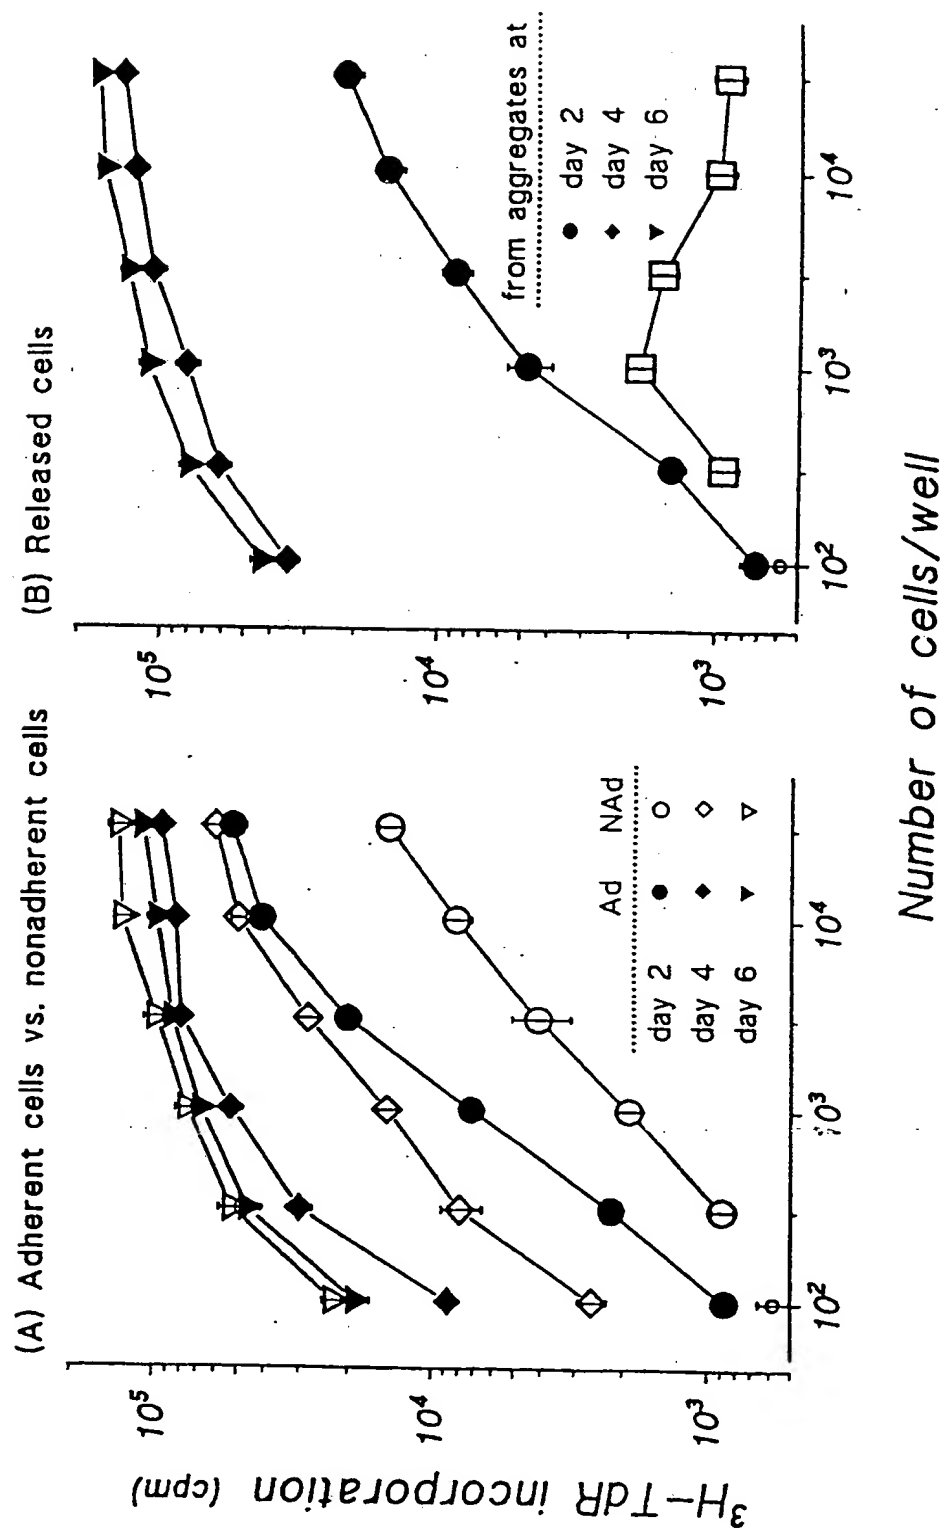 (A) Adherent cells vs. nonadherent cells
³H-TdR incorporation (cpm)
10⁵
10⁴
10³
Ad NAd
day 2
day 4
day 6
10² 10³ 10⁴
(B) Released cells
10⁵
10⁴
10³
from aggregates at
day 2
day 4
day 6
10² 10³ 10⁴
Number of cells/well